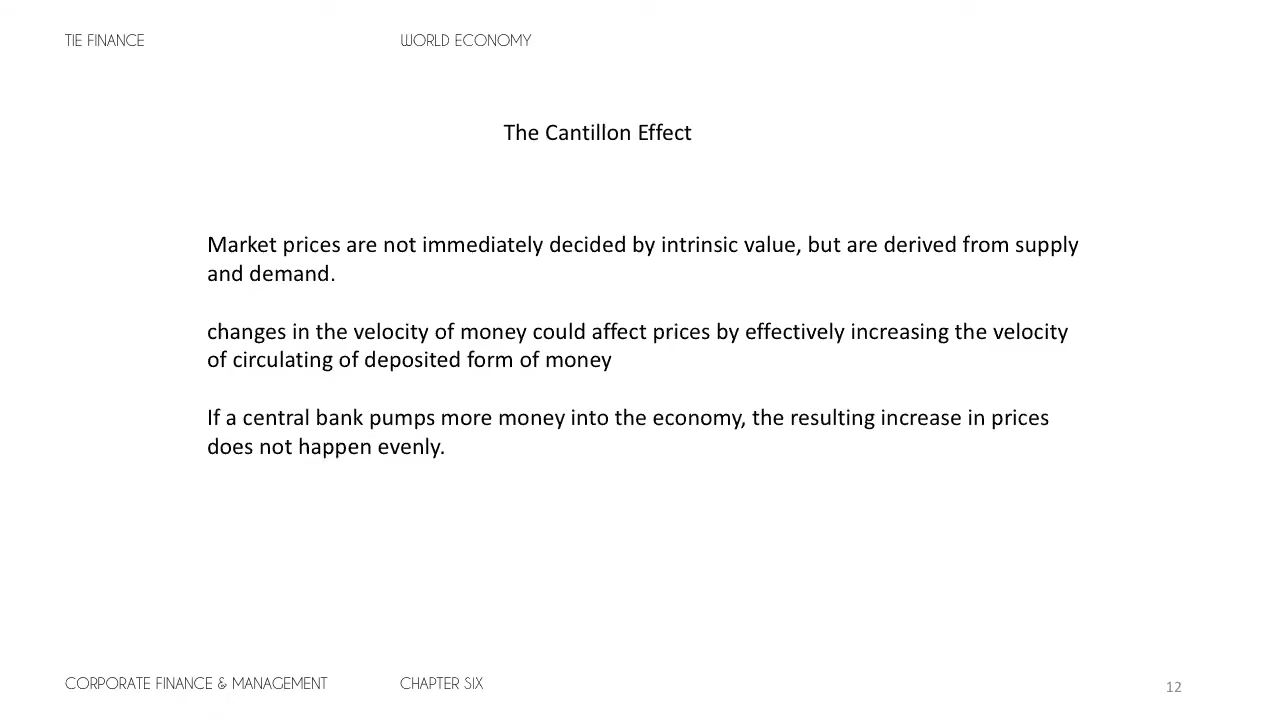 TIE FINANCE
WORLD ECONOMY
The Cantillon Effect
Market prices are not immediately decided by intrinsic value, but are derived from supply
and demand.
changes in the velocity of money could affect prices by effectively increasing the velocity
of circulating of deposited form of money
If a central bank pumps more money into the economy, the resulting increase in prices
does not happen evenly.
CORPORATE FINANCE & MANAGEMENT
CHAPTER SIX
12